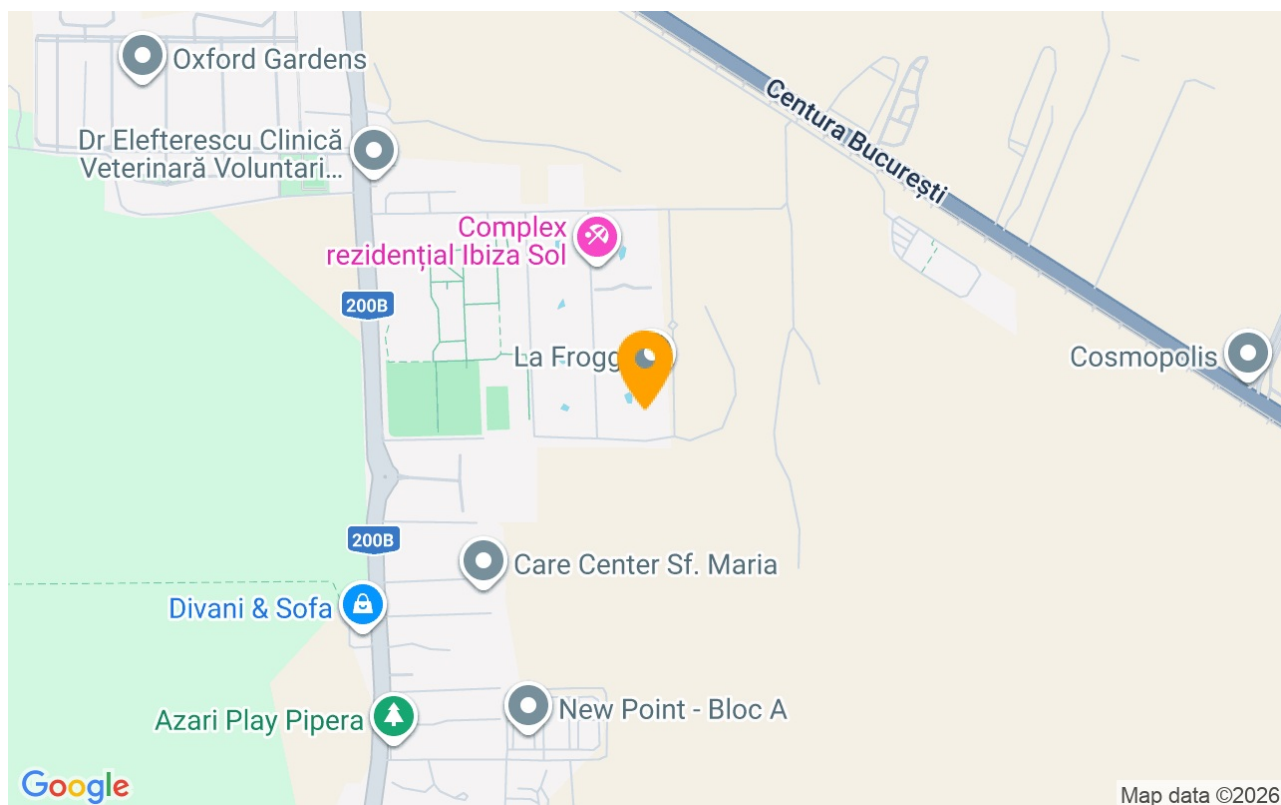 Oxford Gardens
Centura București
Dr Elefterescu Clinică
Veterinară Voluntari...
Complex
rezidențial Ibiza Sol
200B
La Frogg
Cosmopolis
200B
Care Center Sf. Maria
Divani & Sofa
New Point - Bloc A
Azari Play Pipera
Google
Map data ©2026